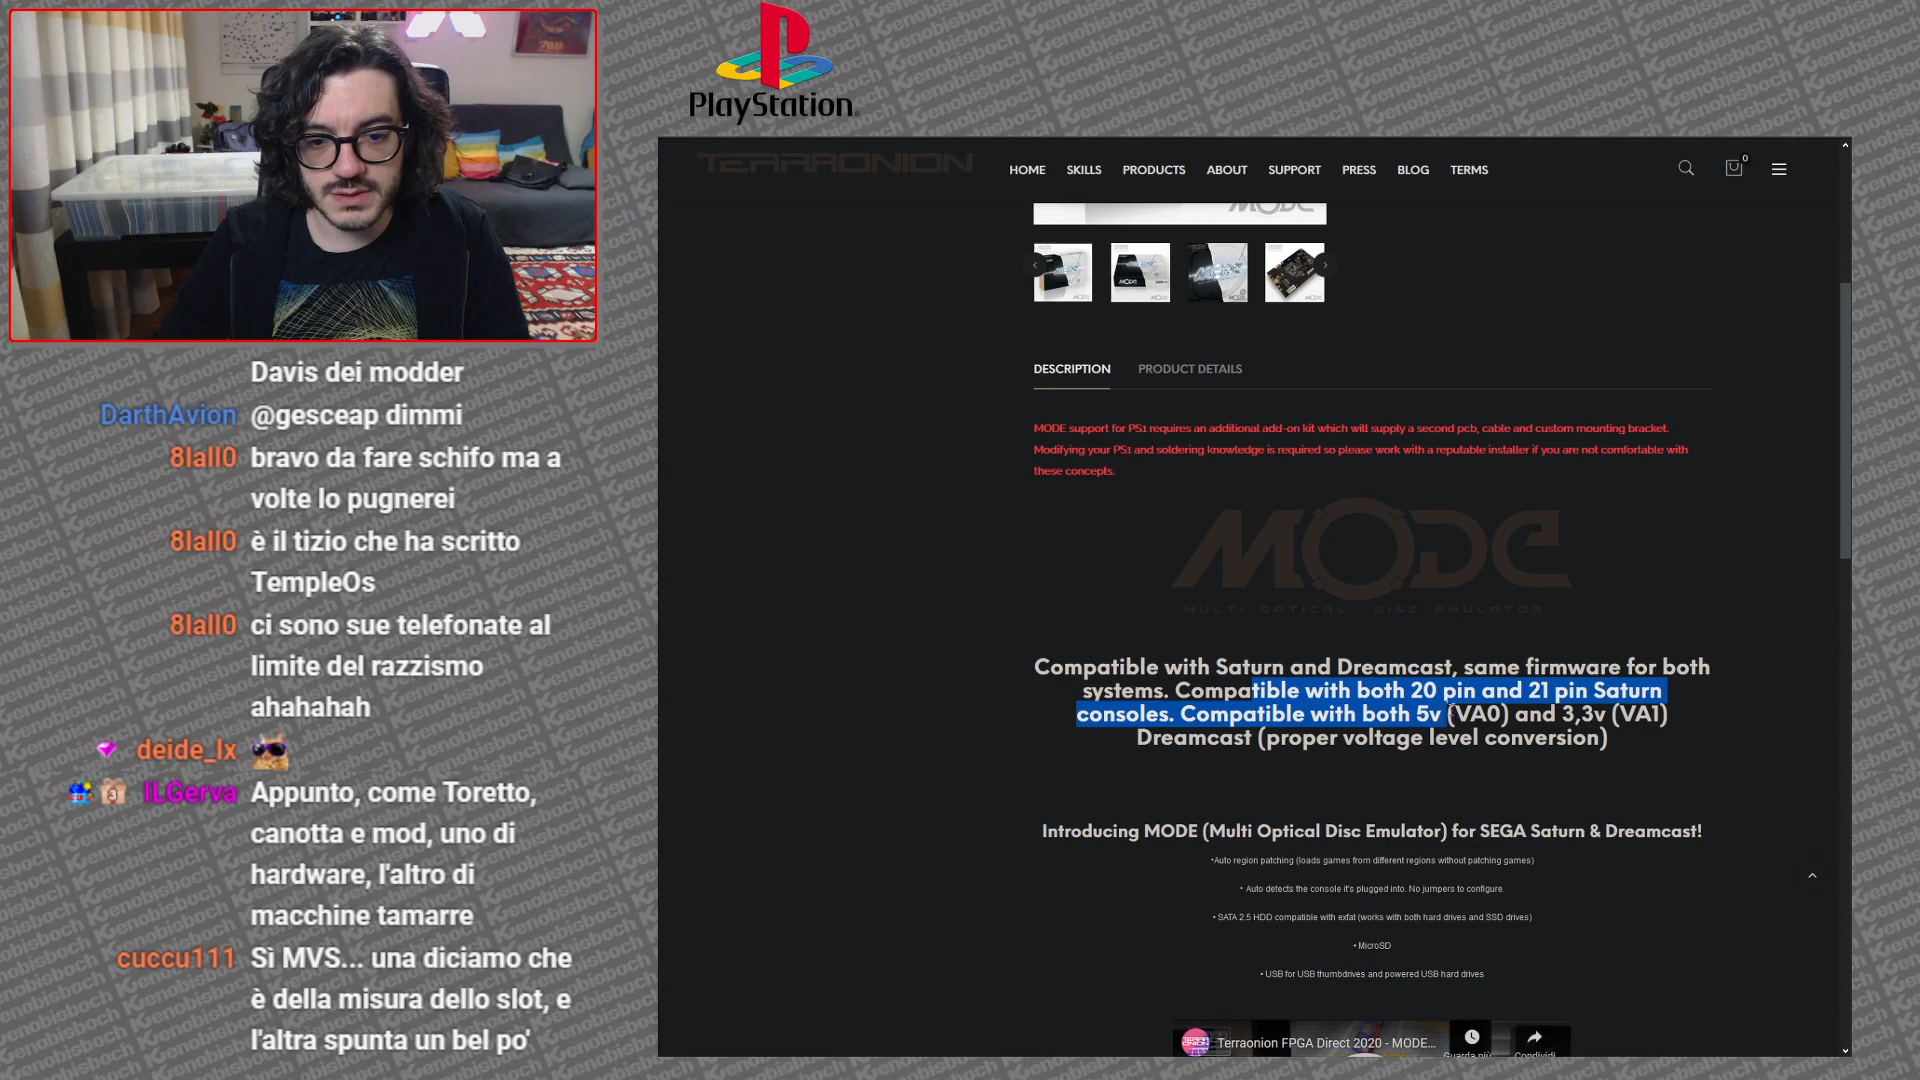 PlayStation
TERRAONION
HOME SKILLS PRODUCTS ABOUT SUPPORT PRESS BLOG TERMS
0
MODE
MODE
DESCRIPTION PRODUCT DETAILS
MODE support for PS1 requires an additional add-on kit which will supply a second pcb, cable and custom mounting bracket.
Modifying your PS1 and soldering knowledge is required so please work with a reputable installer if you are not comfortable with
these concepts.
MODE
MULTI OPTICAL DISC EMULATOR
Compatible with Saturn and Dreamcast, same firmware for both
systems. Compatible with both 20 pin and 21 pin Saturn
consoles. Compatible with both 5v (VA0) and 3,3v (VA1)
Dreamcast (proper voltage level conversion)
Introducing MODE (Multi Optical Disc Emulator) for SEGA Saturn & Dreamcast!
•Auto region patching (loads games from different regions without patching games)
• Auto detects the console it's plugged into. No jumpers to configure.
• SATA 2.5 HDD compatible with exfat (works with both hard drives and SSD drives)
• MicroSD
• USB for USB thumbdrives and powered USB hard drives
Terraonion FPGA Direct 2020 - MODE...
Guarda più Condividi
Davis dei modder
DarthAvion @gesceap dimmi
8lall0 bravo da fare schifo ma a
volte lo pugnerei
8lall0 è il tizio che ha scritto
TempleOs
8lall0 ci sono sue telefonate al
limite del razzismo
ahahahah
deide_lx
ILGerva Appunto, come Toretto,
canotta e mod, uno di
hardware, l'altro di
macchine tamarre
cuccu111 Sì MVS... una diciamo che
è della misura dello slot, e
l'altra spunta un bel po'
Kenobisboch